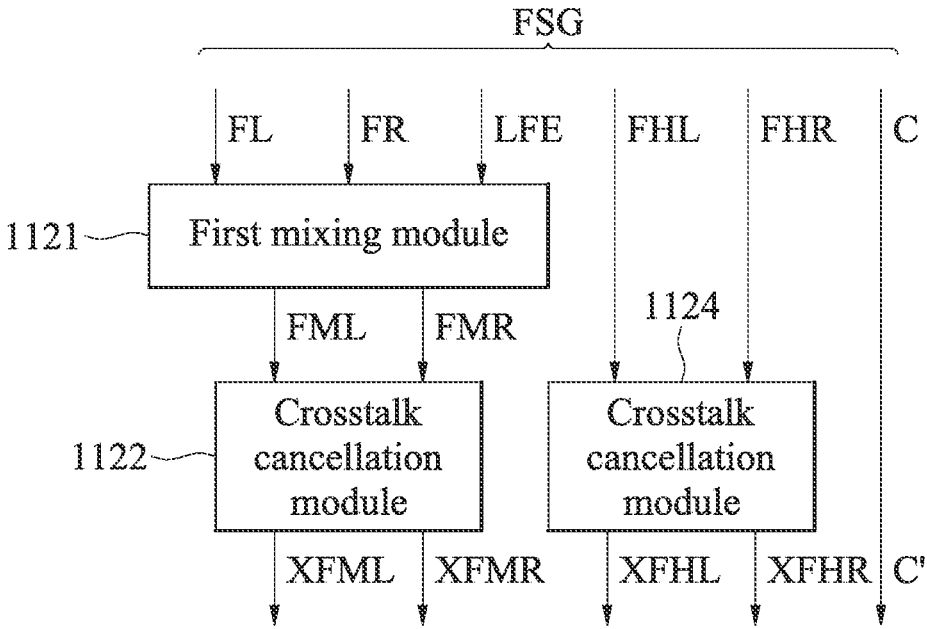 FSG
FL FR LFE FHL FHR C
1121 First mixing module
FML FMR 1124
1122 Crosstalk cancellation module
Crosstalk cancellation module
XFML XFMR XFHL XFHR C'